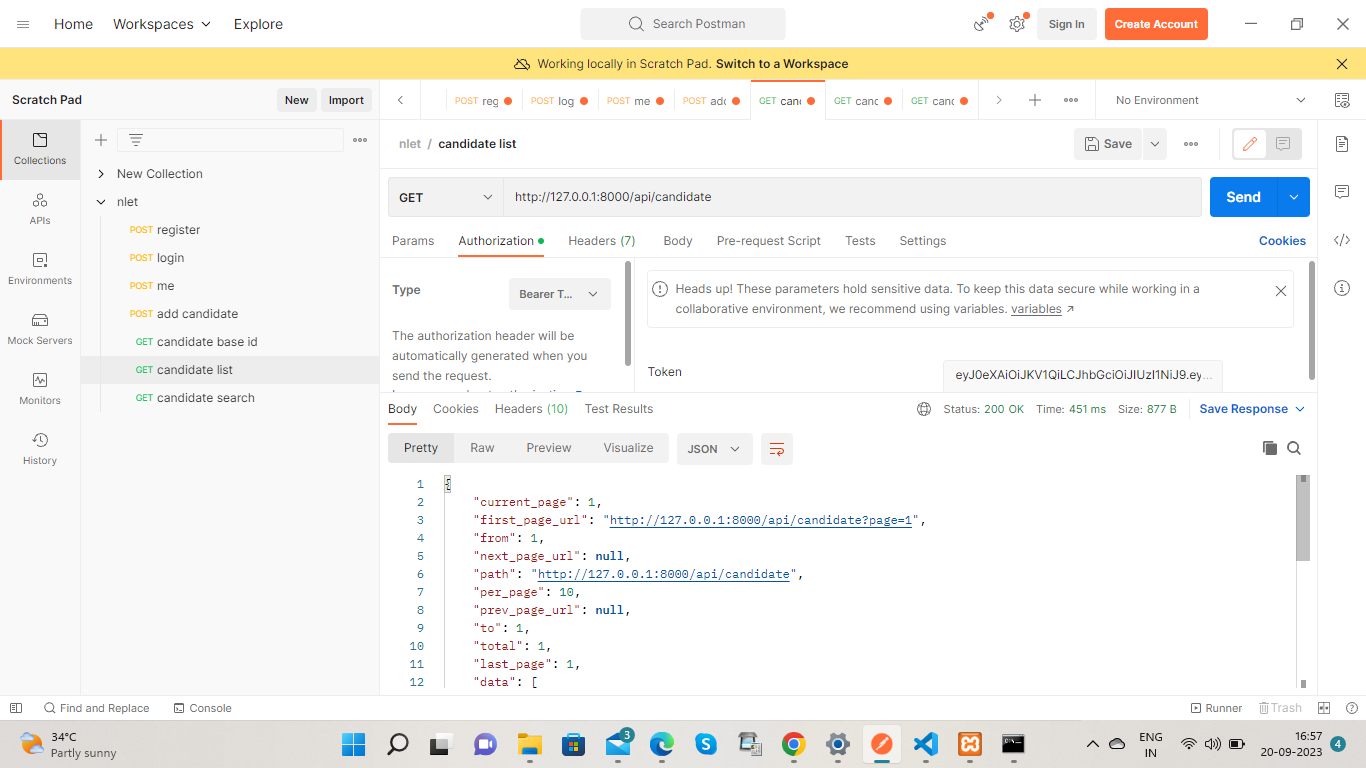 Home Workspaces Explore Search Postman Sign In Create Account
Working locally in Scratch Pad. Switch to a Workspace
Scratch Pad New Import
POST reg POST log POST me POST adc GET canc GET canc GET canc No Environment
Collections
APIs
Environments
Mock Servers
Monitors
History
New Collection
nlet
POST register
POST login
POST me
POST add candidate
GET candidate base id
GET candidate list
GET candidate search
nlet / candidate list Save
GET http://127.0.0.1:8000/api/candidate Send
Params Authorization Headers (7) Body Pre-request Script Tests Settings Cookies
Type Bearer T...
The authorization header will be
automatically generated when you
send the request.
Heads up! These parameters hold sensitive data. To keep this data secure while working in a
collaborative environment, we recommend using variables. variables ↗
Token eyJ0eXAiOiJKV1QiLCJhbGciOiJIUzI1NiJ9.ey...
Body Cookies Headers (10) Test Results Status: 200 OK Time: 451 ms Size: 877 B Save Response
Pretty Raw Preview Visualize JSON
1 {
2 "current_page": 1,
3 "first_page_url": "http://127.0.0.1:8000/api/candidate?page=1",
4 "from": 1,
5 "next_page_url": null,
6 "path": "http://127.0.0.1:8000/api/candidate",
7 "per_page": 10,
8 "prev_page_url": null,
9 "to": 1,
10 "total": 1,
11 "last_page": 1,
12 "data": [
Find and Replace Console Runner Trash
34°C
Partly sunny
3
ENG
IN
16:57
20-09-2023
4